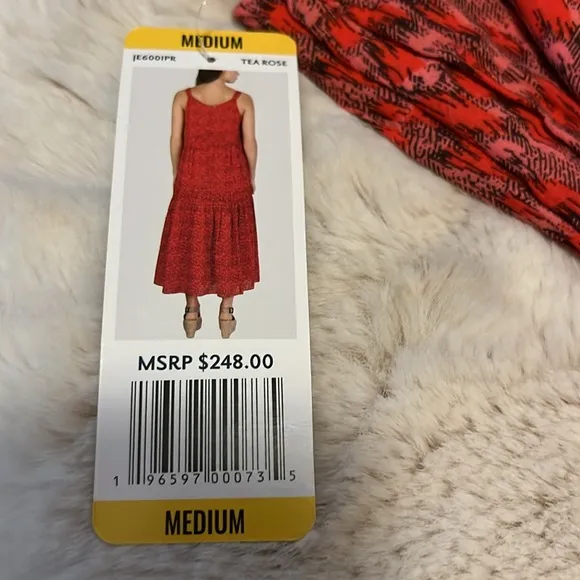 MEDIUM
JE6001PR TEA ROSE
MSRP $248.00
1 96597 00073 5
MEDIUM